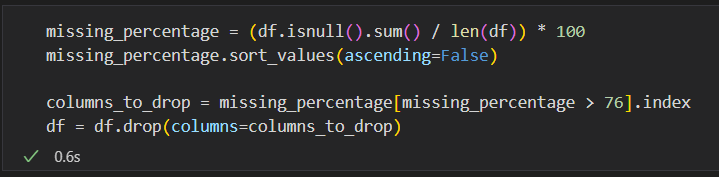 missing_percentage = (df.isnull().sum() / len(df)) * 100
missing_percentage.sort_values(ascending=False)
columns_to_drop = missing_percentage[missing_percentage > 76].index
df = df.drop(columns=columns_to_drop)
0.6s